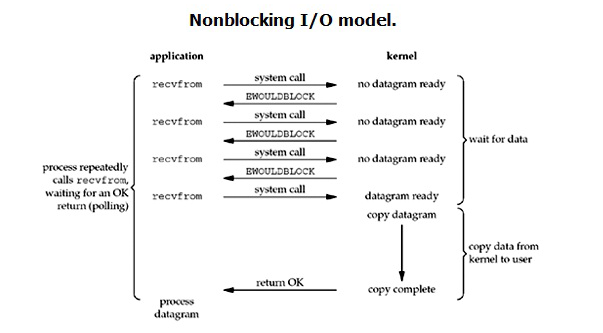 Nonblocking I/O model.
application
kernel
recvfrom
system call
no datagram ready
EWOULDBLOCK
recvfrom
system call
no datagram ready
EWOULDBLOCK
recvfrom
system call
no datagram ready
EWOULDBLOCK
recvfrom
system call
datagram ready
copy datagram
wait for data
process repeatedly
calls recvfrom,
waiting for an OK
return (polling)
copy data from
kernel to user
return OK
copy complete
process
datagram